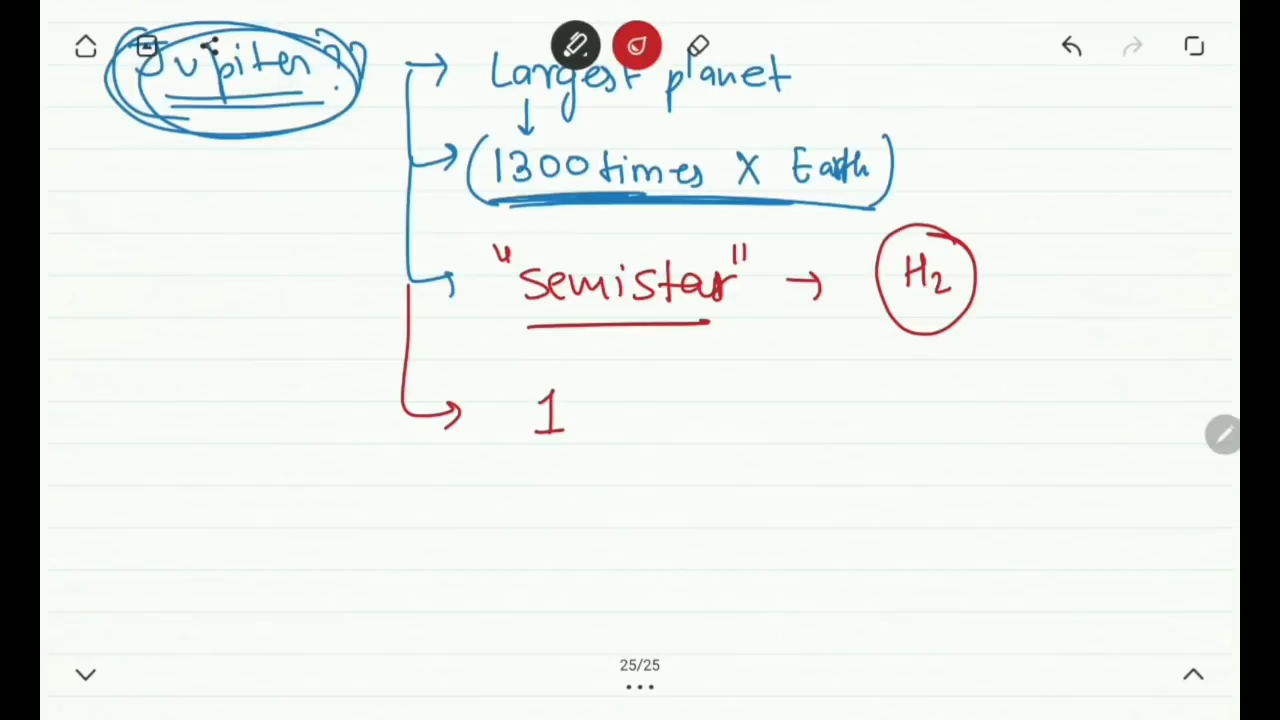 Jupiter?
Largest planet
(1300 times X Earth)
"semistar" → H2
1
25/25